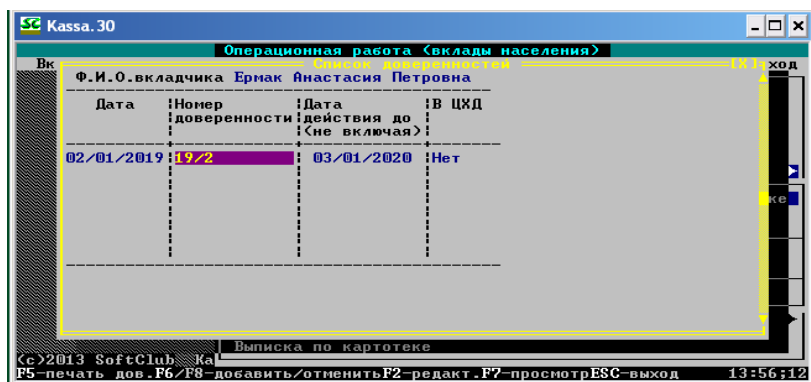 SC Kassa.30
Операционная работа (вклады населения)
Вк Список доверенностей [X] ход
Ф.И.О.вкладчика Ермак Анастасия Петровна
Дата Номер Дата В ЦХД
доверенности действия до
(не включая)
02/01/2019 19/2 03/01/2020 Нет
ке
Выписка по картотеке
(c)2013 SoftClub Ка
F5-печать дов.F6/F8-добавить/отменитьF2-редакт.F7-просмотрESC-выход 13:56;12